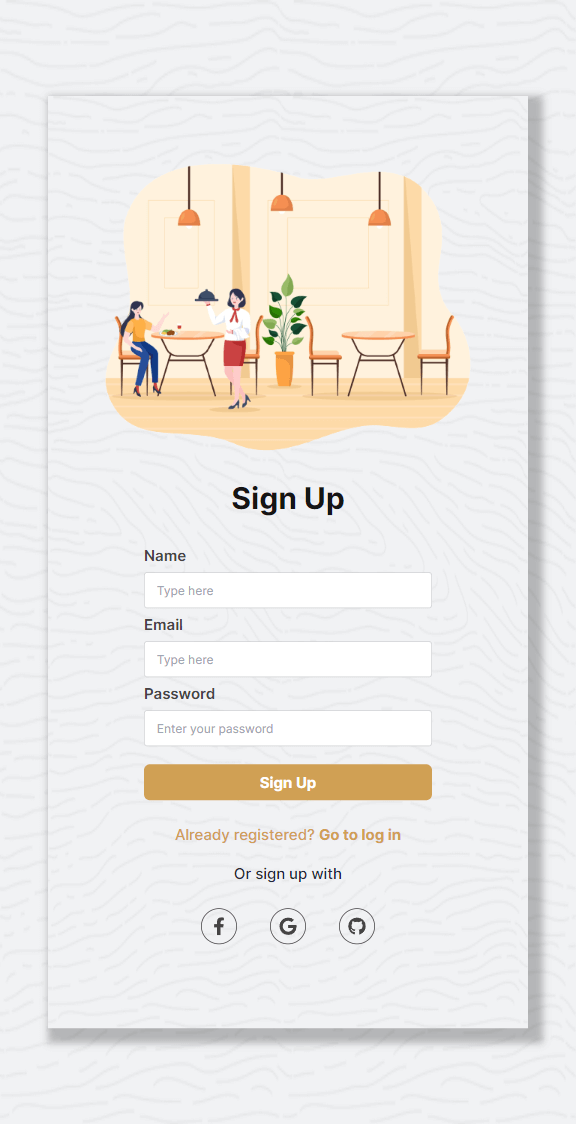 Sign Up
Name
Type here
Email
Type here
Password
Enter your password
Sign Up
Already registered? Go to log in
Or sign up with